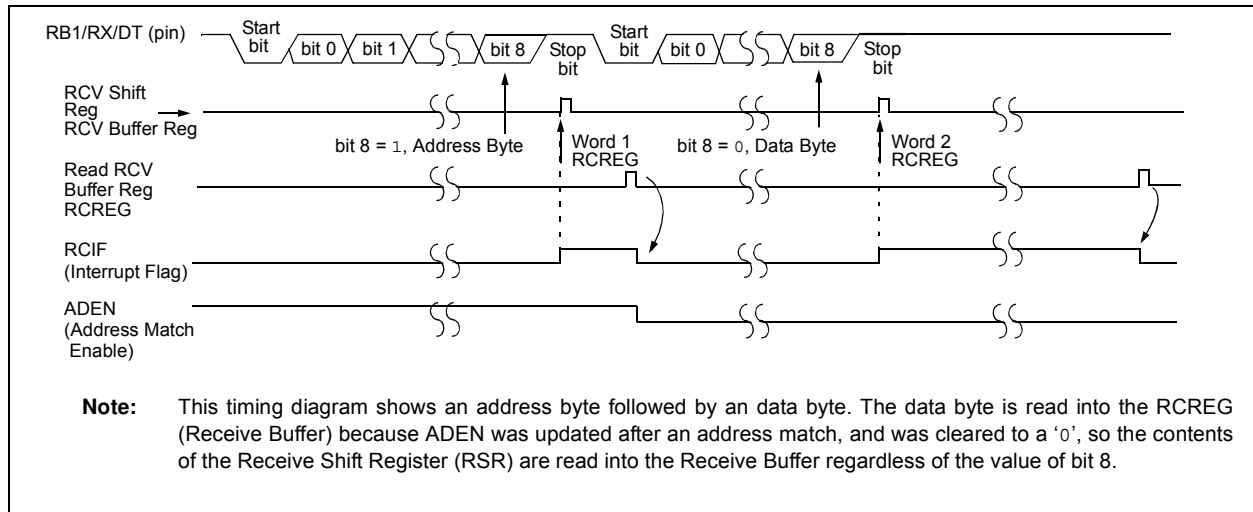 RB1/RX/DT (pin)
Start
bit
bit 0
bit 1
bit 8
Stop
bit
Start
bit
bit 0
bit 8
Stop
bit
RCV Shift
Reg
RCV Buffer Reg
bit 8 = 1, Address Byte
Word 1
RCREG
bit 8 = 0, Data Byte
Word 2
RCREG
Read RCV
Buffer Reg
RCREG
RCIF
(Interrupt Flag)
ADEN
(Address Match
Enable)
Note: This timing diagram shows an address byte followed by an data byte. The data byte is read into the RCREG
(Receive Buffer) because ADEN was updated after an address match, and was cleared to a ‘0’, so the contents
of the Receive Shift Register (RSR) are read into the Receive Buffer regardless of the value of bit 8.